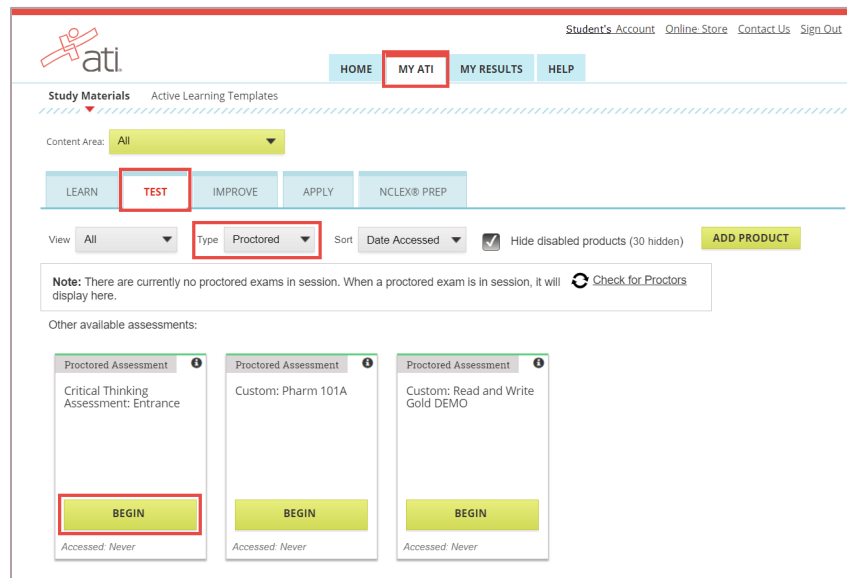 Student's Account Online Store Contact Us Sign Out
ati
HOME MY ATI MY RESULTS HELP
Study Materials Active Learning Templates
Content Area: All
LEARN TEST IMPROVE APPLY NCLEX® PREP
View All Type Proctored Sort Date Accessed Hide disabled products (30 hidden) ADD PRODUCT
Note: There are currently no proctored exams in session. When a proctored exam is in session, it will Check for Proctors
display here.
Other available assessments:
Proctored Assessment Proctored Assessment Proctored Assessment
Critical Thinking Custom: Pharm 101A Custom: Read and Write
Assessment: Entrance Gold DEMO
BEGIN BEGIN BEGIN
Accessed: Never Accessed: Never Accessed: Never